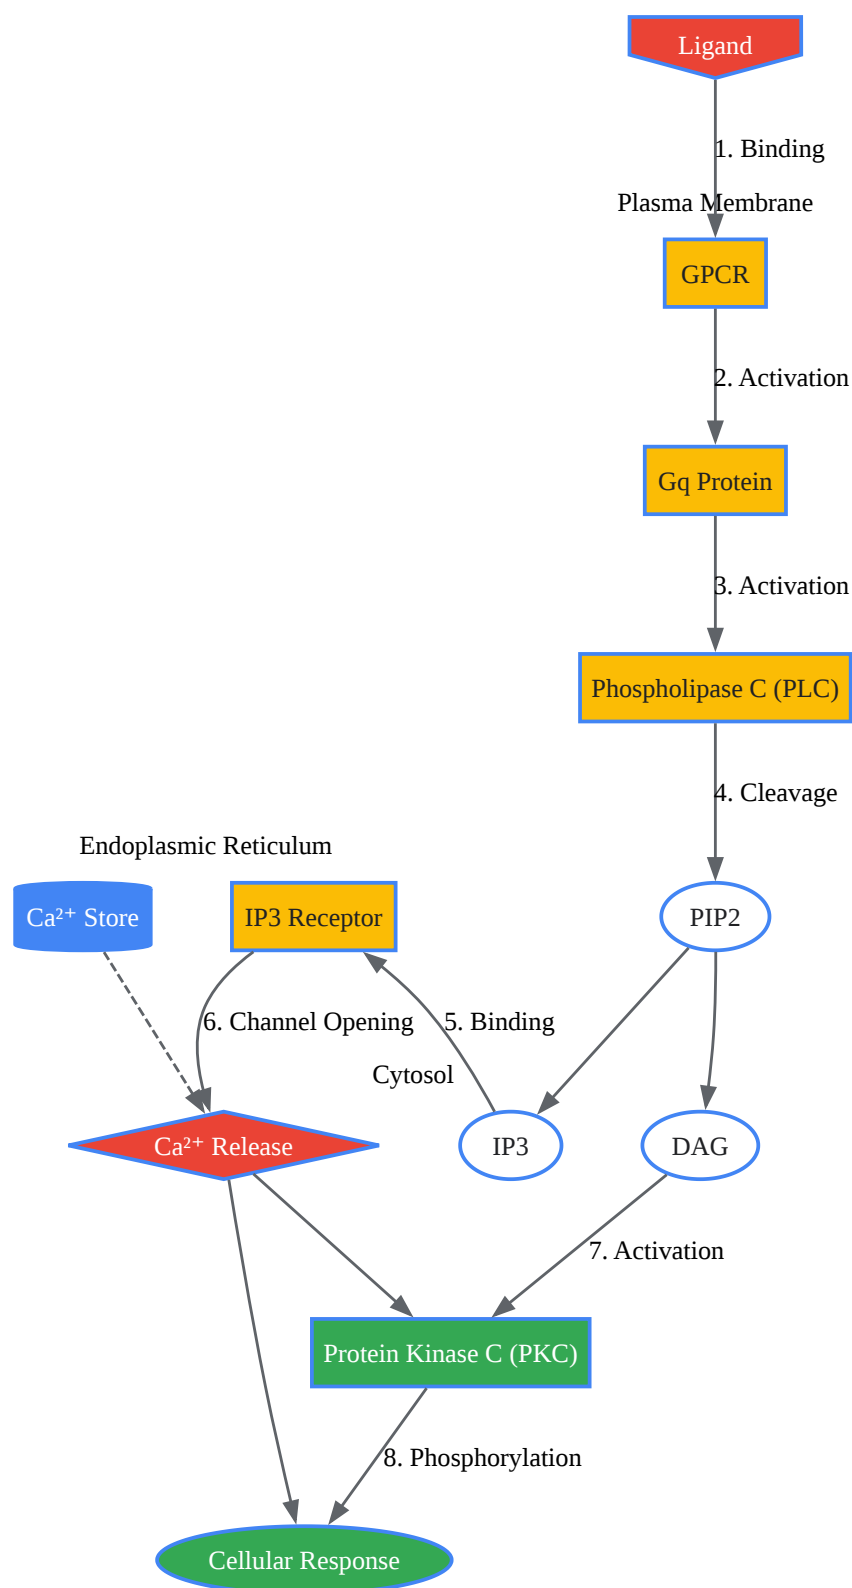 Ligand
1. Binding
Plasma Membrane
GPCR
2. Activation
Gq Protein
3. Activation
Phospholipase C (PLC)
4. Cleavage
Endoplasmic Reticulum
Ca²⁺ Store
IP3 Receptor
PIP2
6. Channel Opening
5. Binding
Cytosol
Ca²⁺ Release
IP3
DAG
7. Activation
Protein Kinase C (PKC)
8. Phosphorylation
Cellular Response